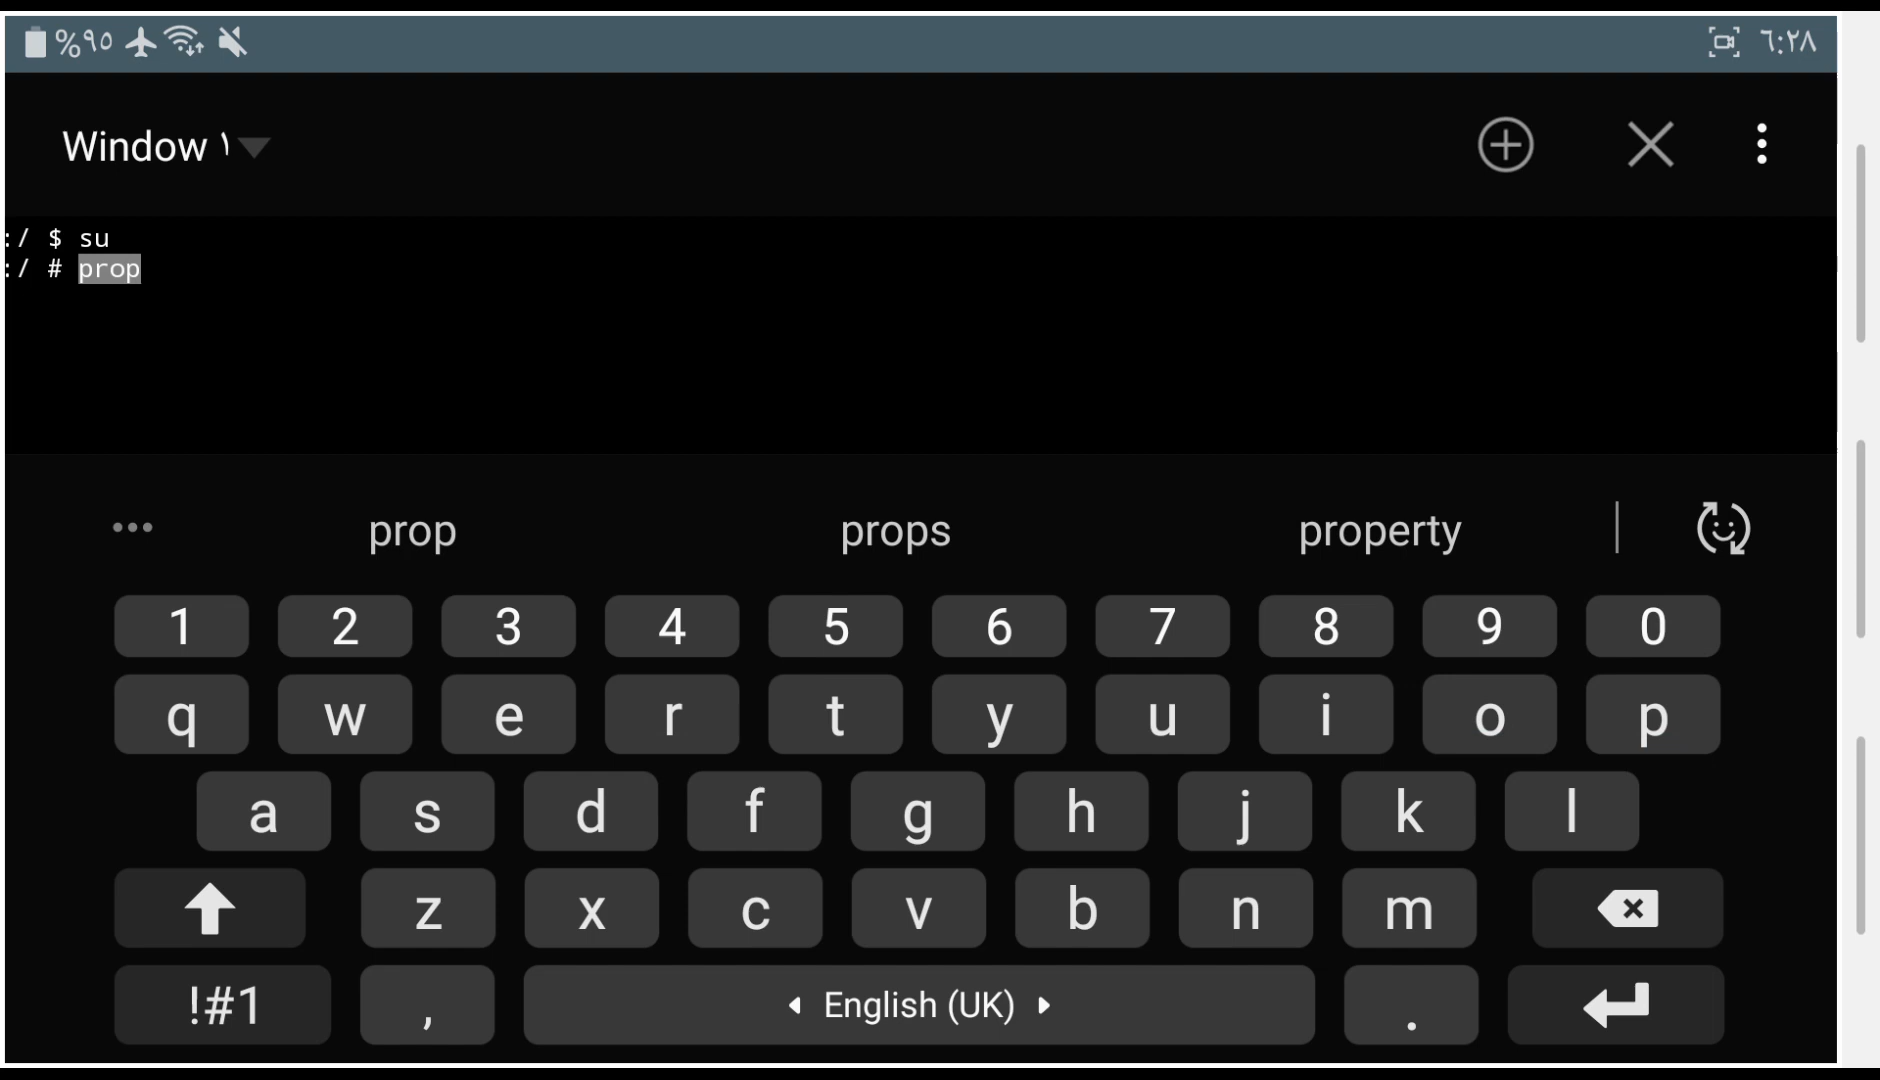 %٩٥ ٦:٢٨
Window ١
:/ $ su
:/ # prop
prop props property
1 2 3 4 5 6 7 8 9 0
q w e r t y u i o p
a s d f g h j k l
z x c v b n m
!#1 , English (UK) .